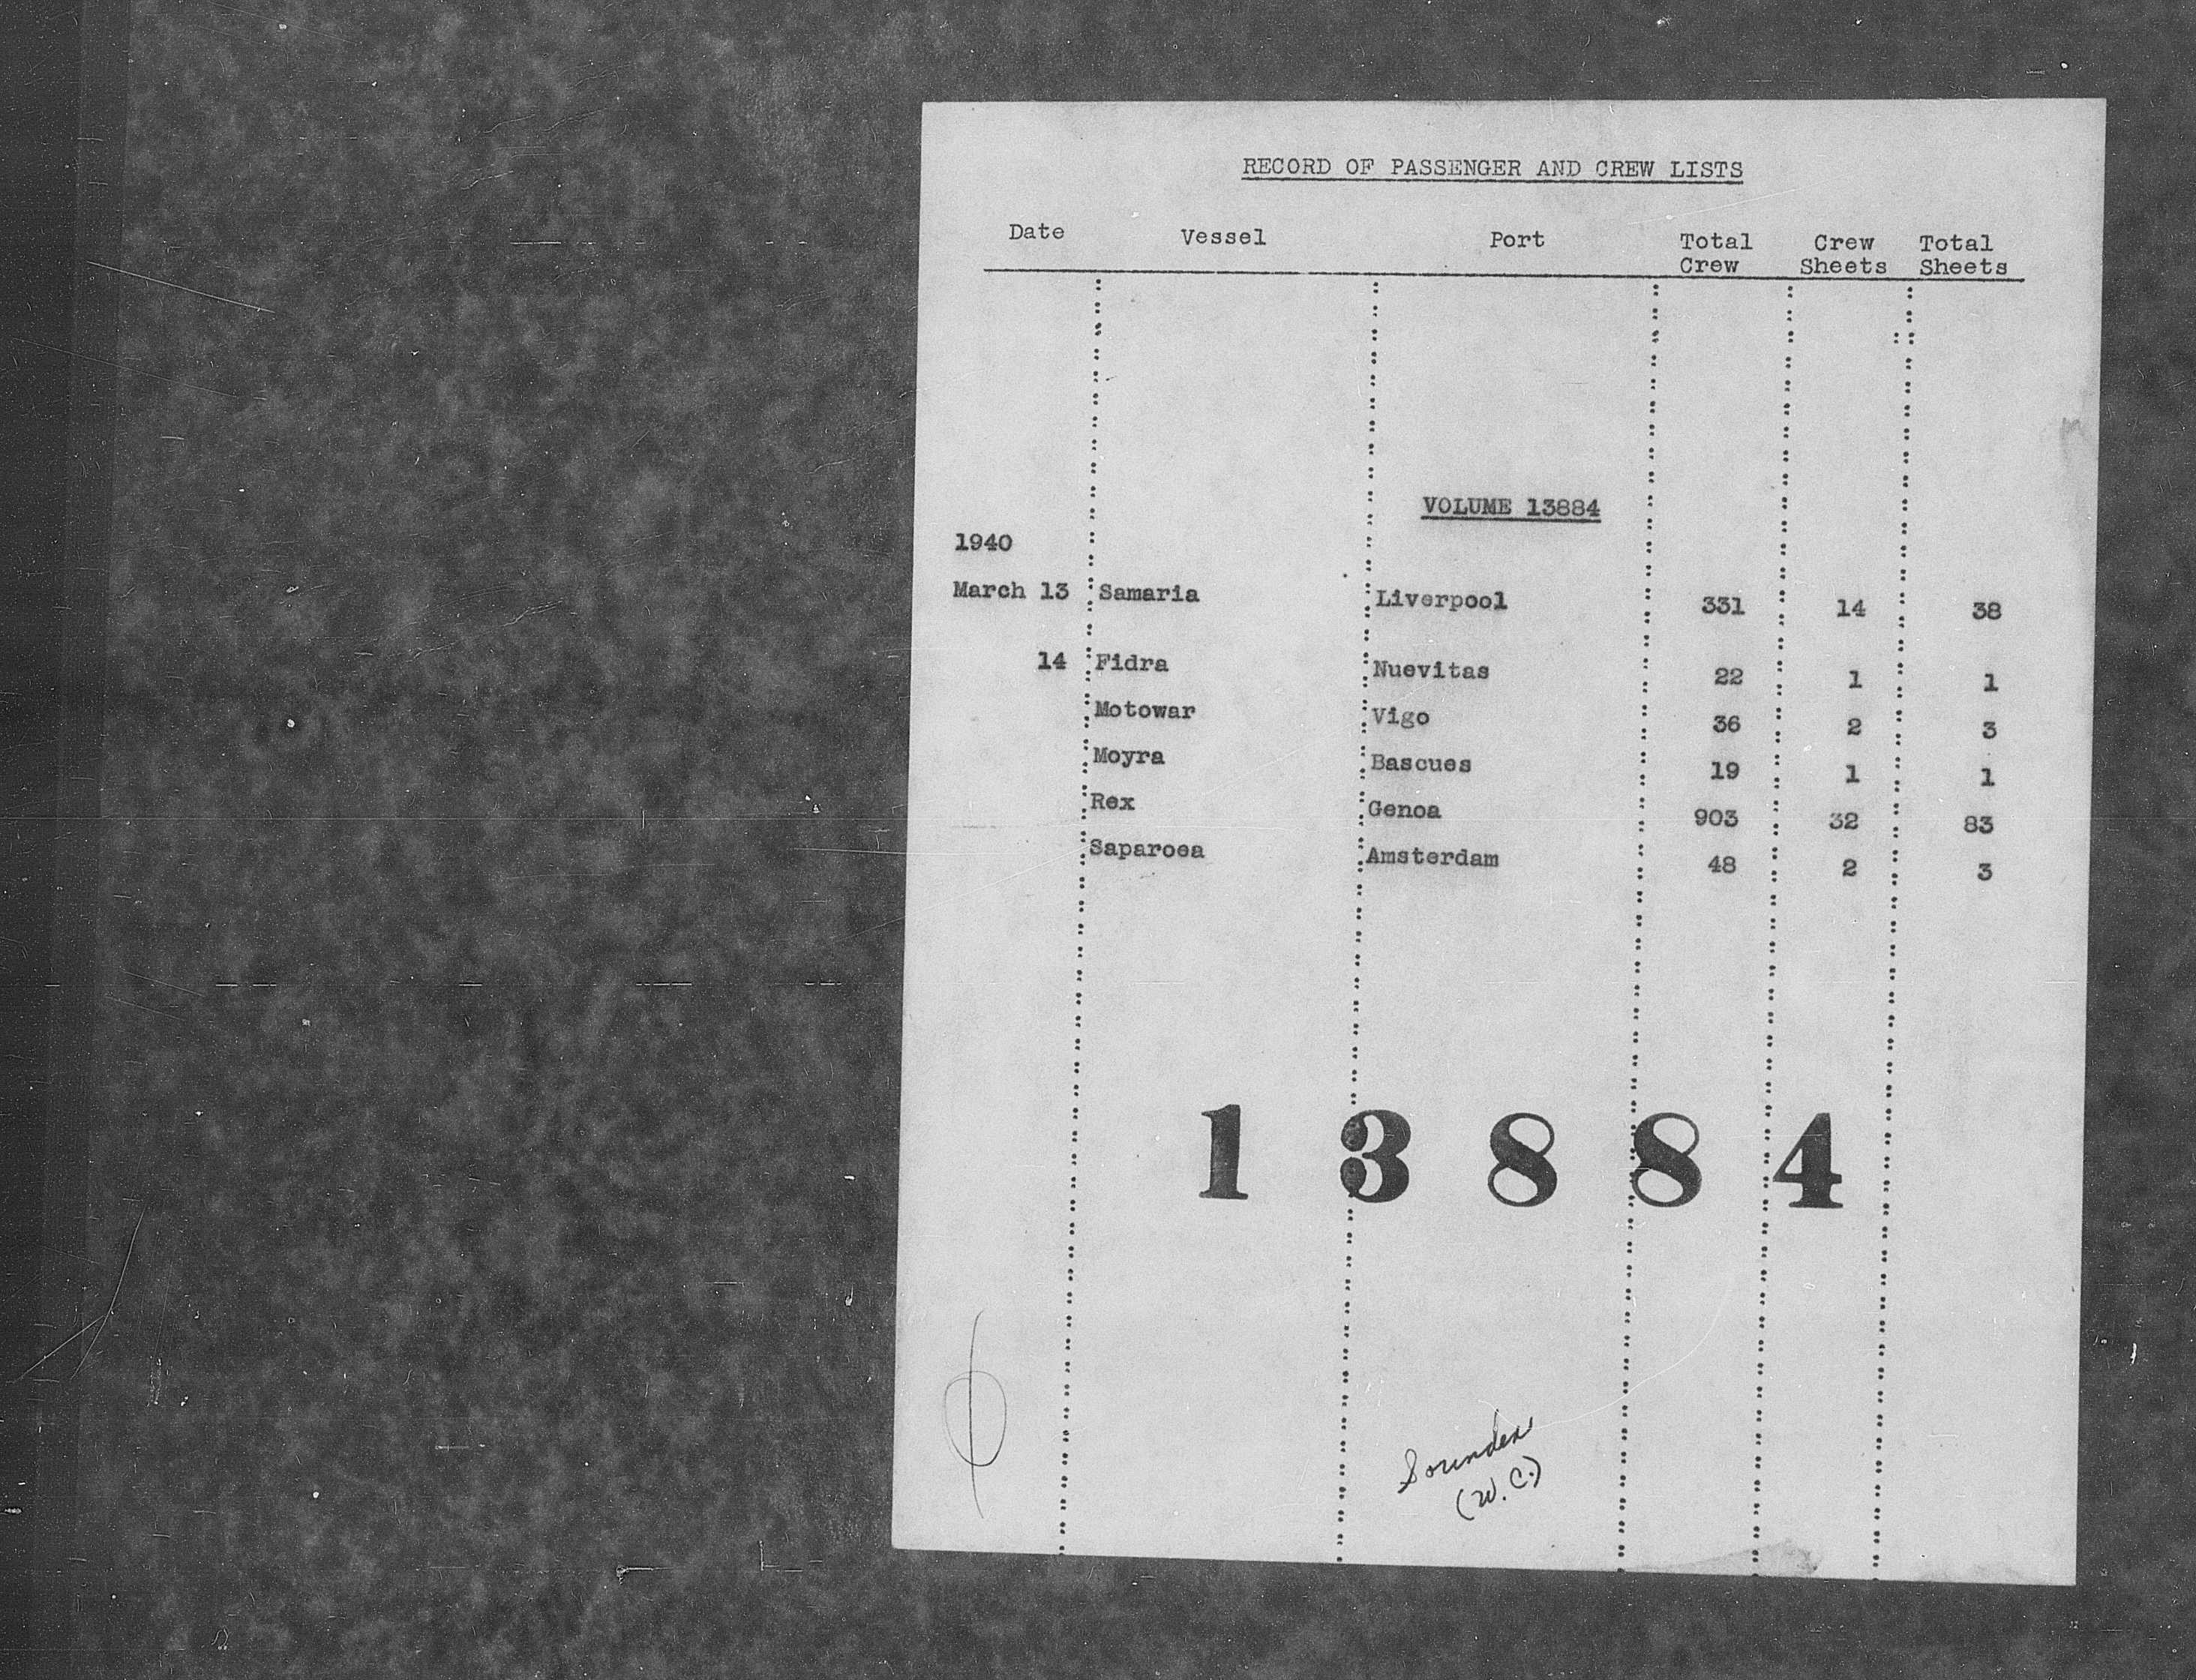 RECORD OF PASSENGER AND CREW LISTS
Date Vessel Port Total Crew Crew Sheets Total Sheets
VOLUME 13884
1940
March 13 Samaria Liverpool 331 14 38
14 Fidra Nuevitas 22 1 1
Motowar Vigo 36 2 3
Moyra Bascues 19 1 1
Rex Genoa 903 32 83
Saparoea Amsterdam 48 2 3
13884
Soundex
(W.C.)